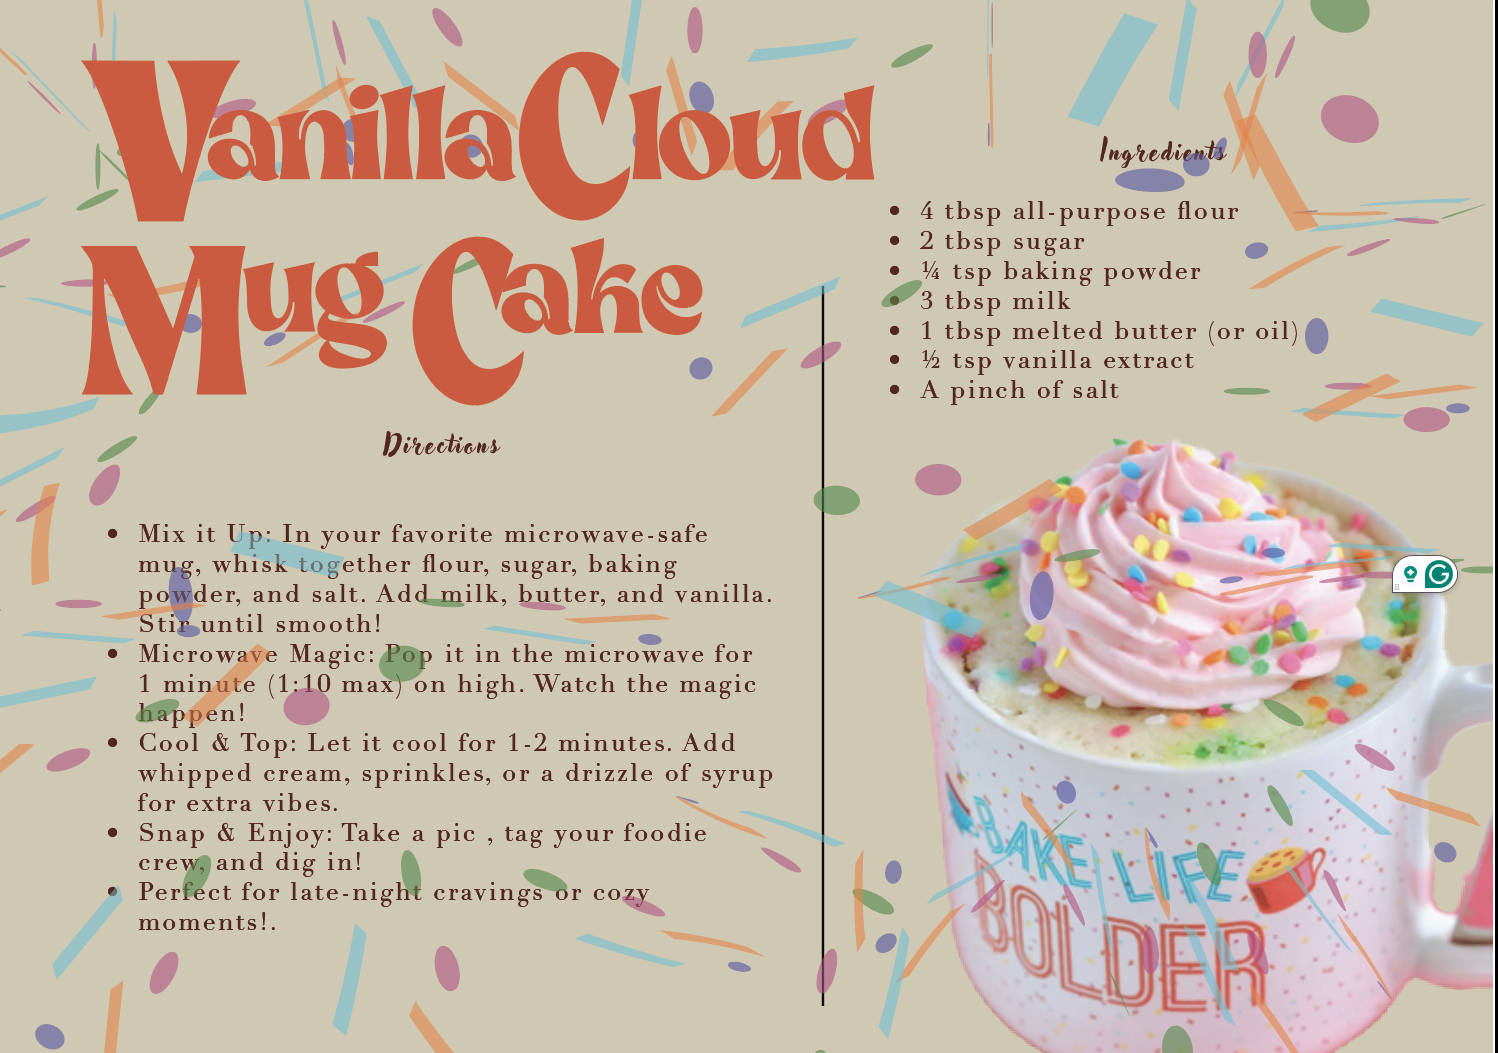 Vanilla Cloud
Mug Cake
Directions
• Mix it Up: In your favorite microwave-safe
mug, whisk together flour, sugar, baking
powder, and salt. Add milk, butter, and vanilla.
Stir until smooth!
• Microwave Magic: Pop it in the microwave for
1 minute (1:10 max) on high. Watch the magic
happen!
• Cool & Top: Let it cool for 1-2 minutes. Add
whipped cream, sprinkles, or a drizzle of syrup
for extra vibes.
• Snap & Enjoy: Take a pic , tag your foodie
crew, and dig in!
• Perfect for late-night cravings or cozy
moments!.
Ingredients
• 4 tbsp all-purpose flour
• 2 tbsp sugar
• ¼ tsp baking powder
• 3 tbsp milk
• 1 tbsp melted butter (or oil)
• ½ tsp vanilla extract
• A pinch of salt
BAKE LIFE
BOLDER